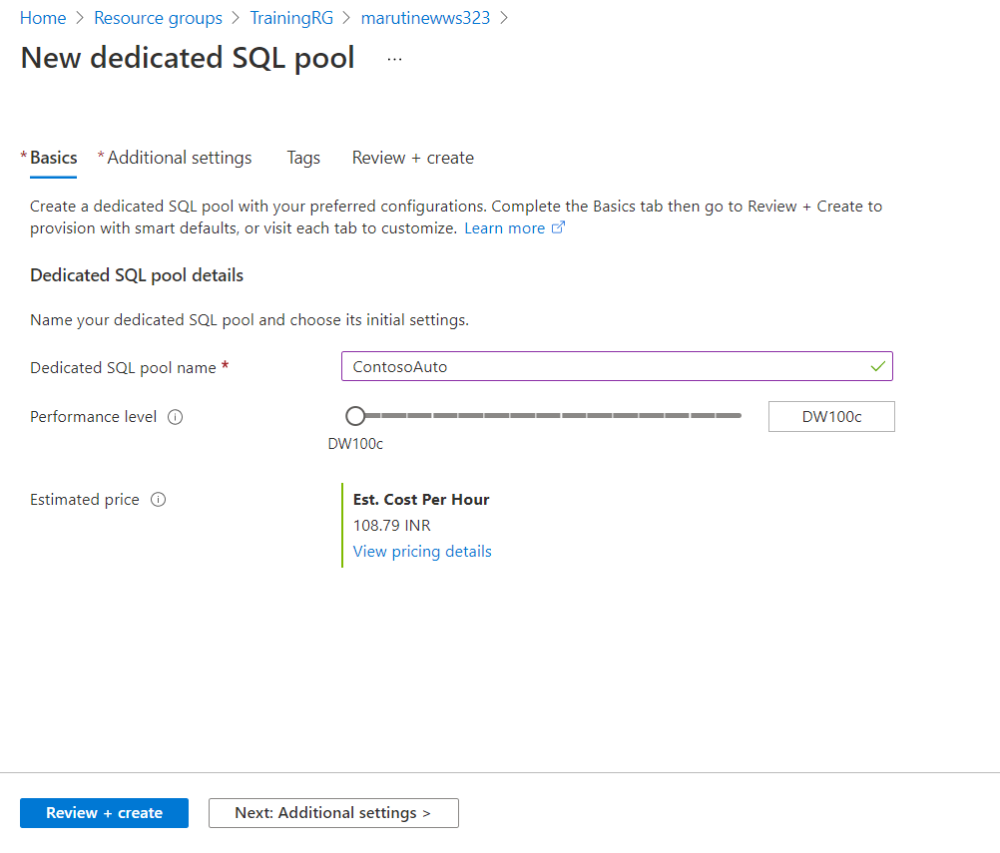 Home > Resource groups > TrainingRG > marutinewws323 >
New dedicated SQL pool ...
* Basics * Additional settings Tags Review + create
Create a dedicated SQL pool with your preferred configurations. Complete the Basics tab then go to Review + Create to
provision with smart defaults, or visit each tab to customize. Learn more
Dedicated SQL pool details
Name your dedicated SQL pool and choose its initial settings.
Dedicated SQL pool name * ContosoAuto
Performance level DW100c
DW100c
Estimated price Est. Cost Per Hour
108.79 INR
View pricing details
Review + create Next: Additional settings >